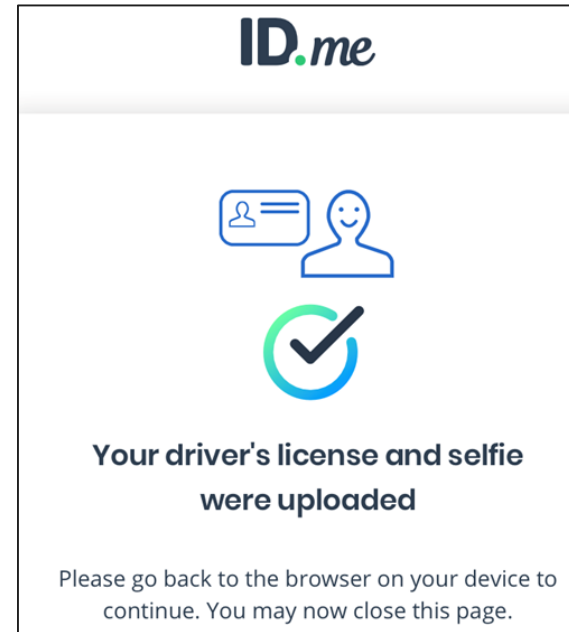 ID.me
Your driver's license and selfie
were uploaded
Please go back to the browser on your device to
continue. You may now close this page.